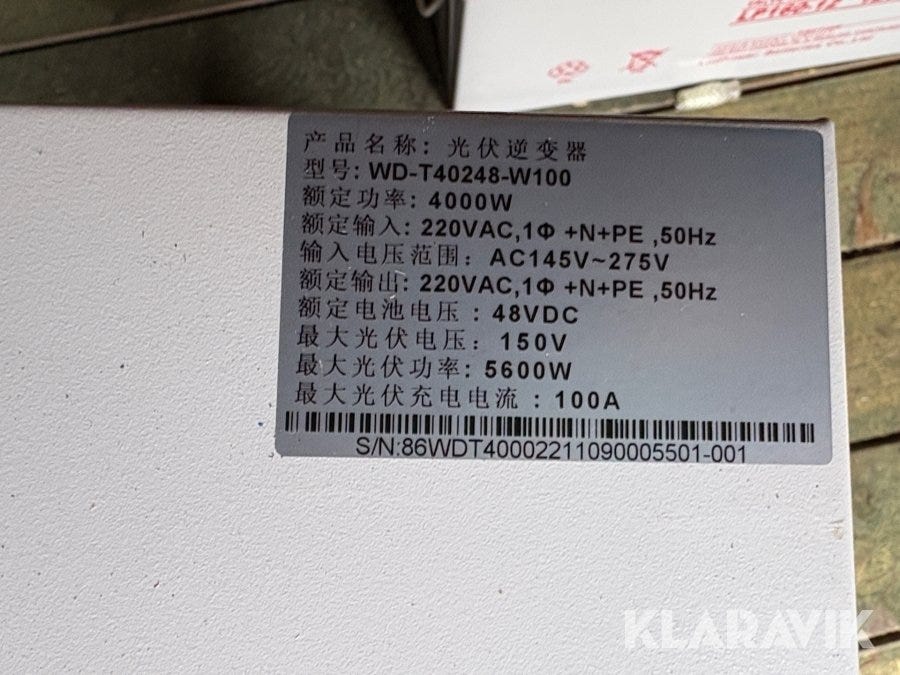 LP160-12
产品名称：光伏逆变器
型号: WD-T40248-W100
额定功率: 4000W
额定输入: 220VAC,1Φ +N+PE ,50Hz
输入电压范围：AC145V~275V
额定输出: 220VAC,1Φ +N+PE ,50Hz
额定电池电压：48VDC
最大光伏电压：150V
最大光伏功率: 5600W
最大光伏充电电流：100A
S/N:86WDT40002211090005501-001
KLARAVIK